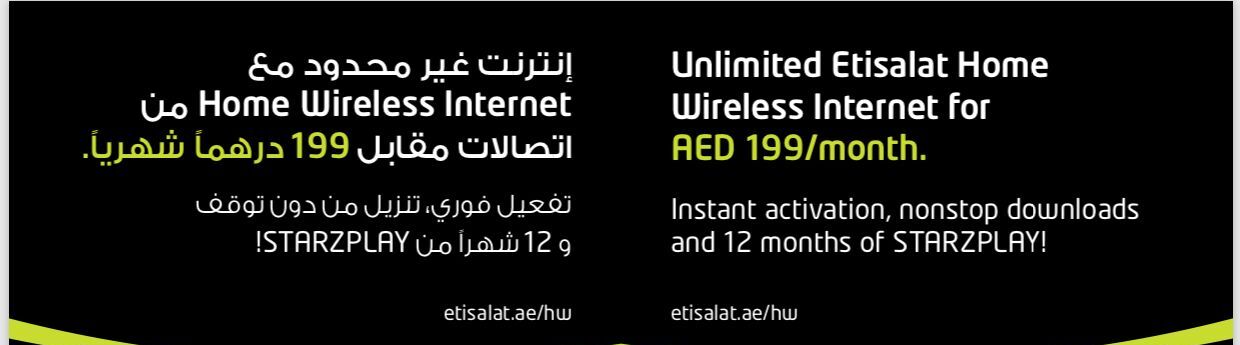 إنترنت غير محدود مع
Home Wireless Internet من
اتصالات مقابل 199 درهماً شهرياً.
تفعيل فوري، تنزيل من دون توقف
و 12 شهراً من STARZPLAY!
etisalat.ae/hw
Unlimited Etisalat Home
Wireless Internet for
AED 199/month.
Instant activation, nonstop downloads
and 12 months of STARZPLAY!
etisalat.ae/hw